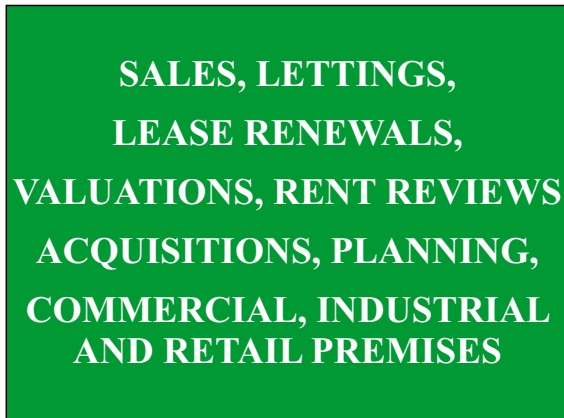 SALES, LETTINGS,
LEASE RENEWALS,
VALUATIONS, RENT REVIEWS
ACQUISITIONS, PLANNING,
COMMERCIAL, INDUSTRIAL
AND RETAIL PREMISES